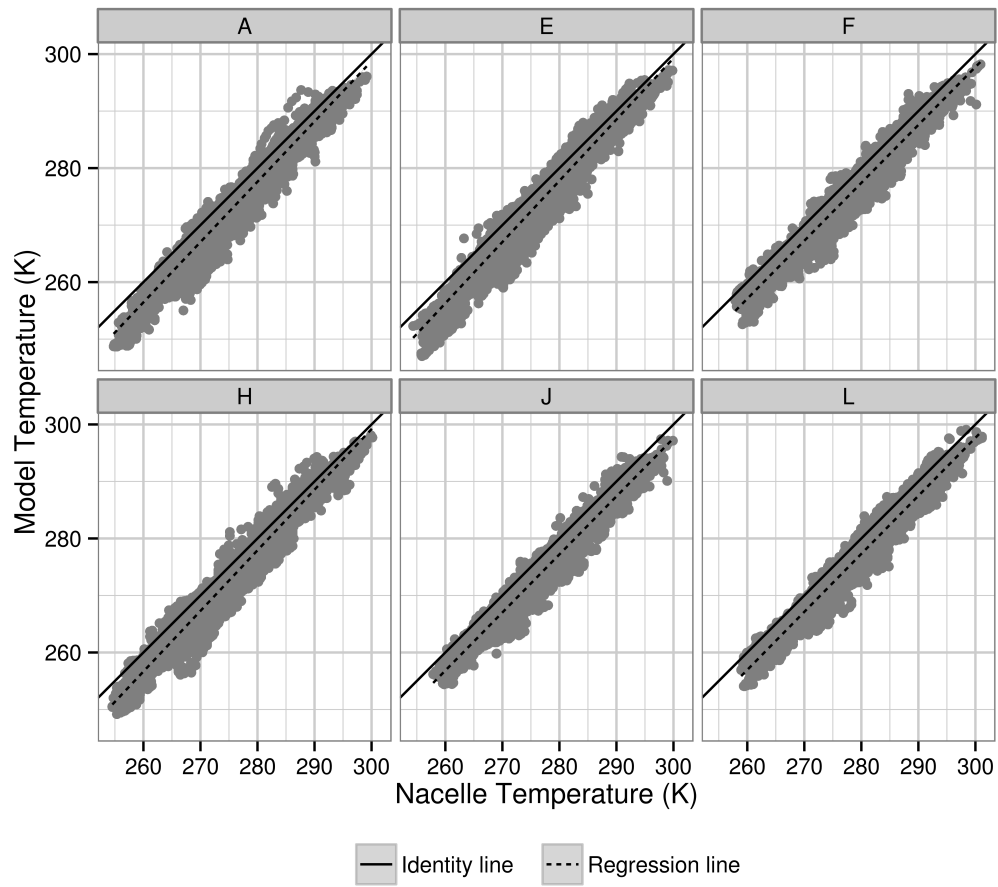 A E F
300
280
260
H J L
300
280
260
Model Temperature (K)
260 270 280 290 300 260 270 280 290 300 260 270 280 290 300
Nacelle Temperature (K)
Identity line Regression line